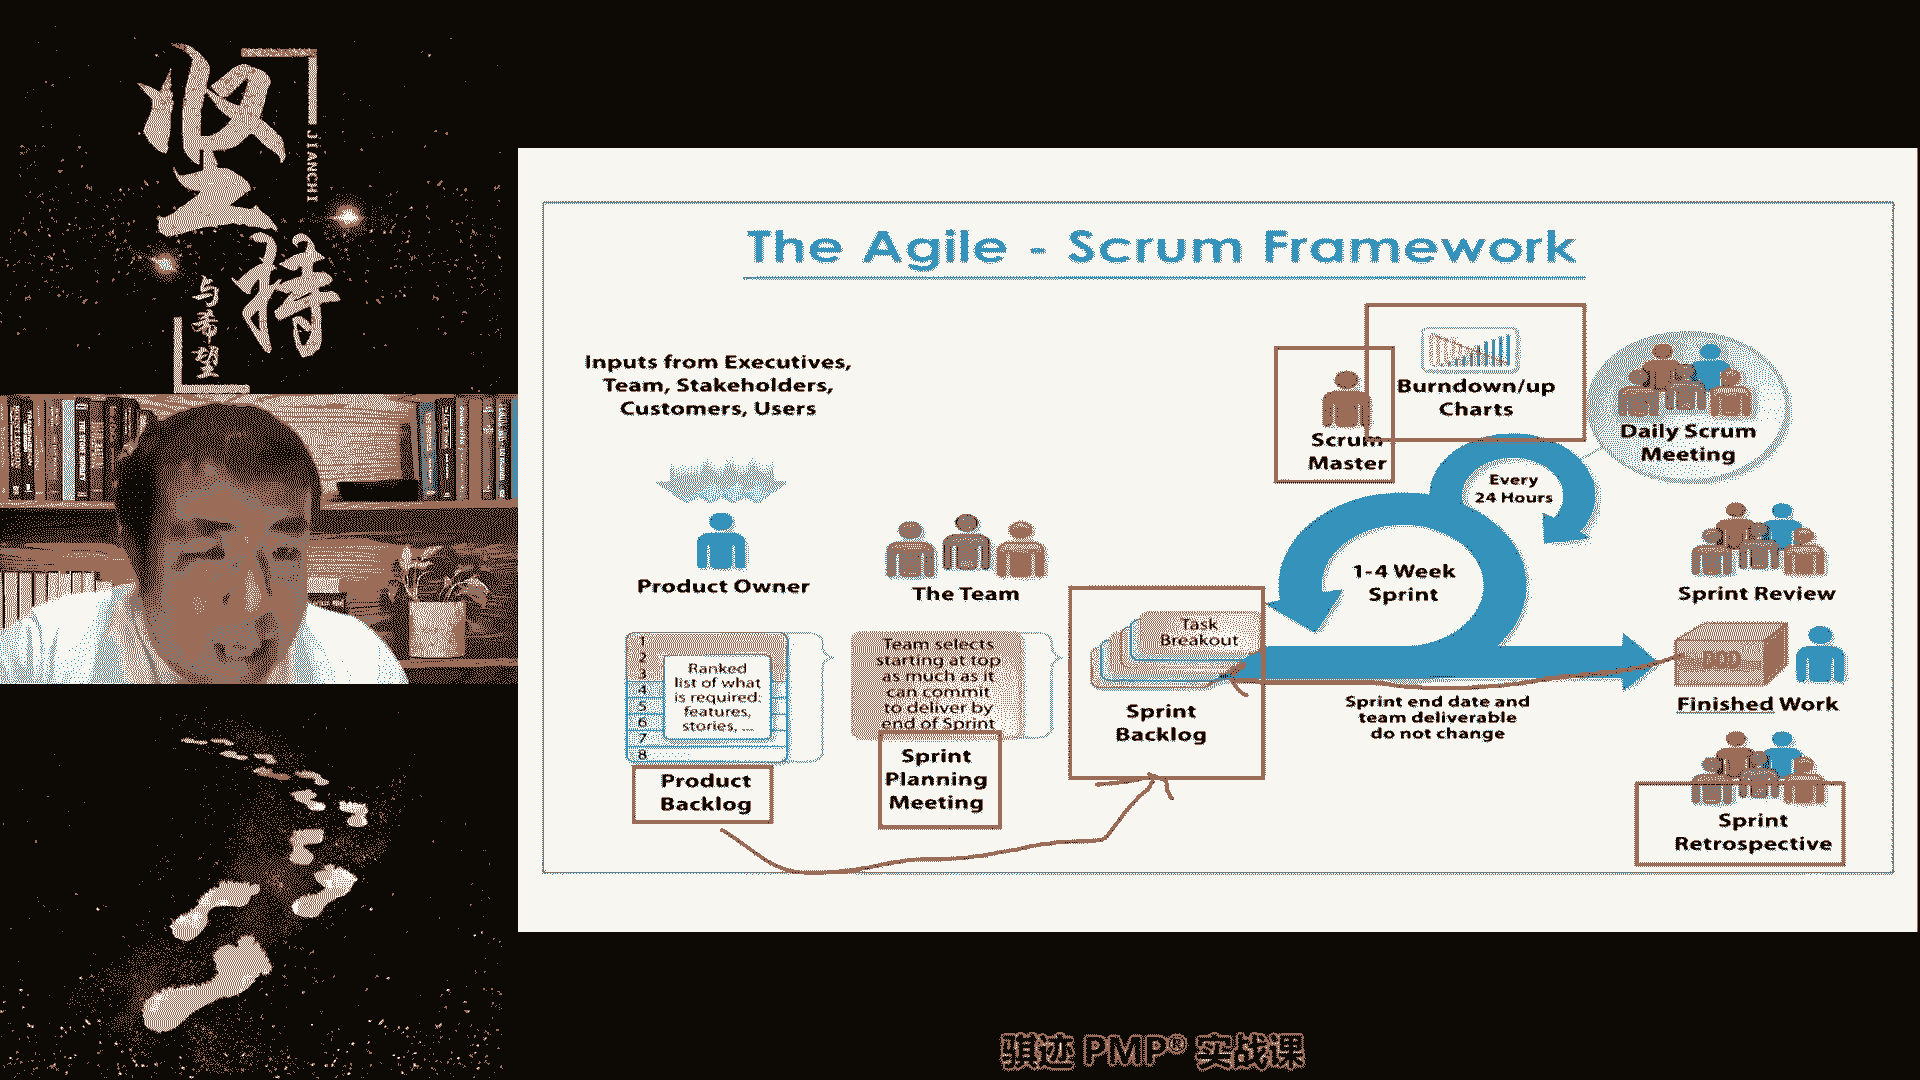 坚持
JIANCHI
与希望
The Agile - Scrum Framework
Inputs from Executives,
Team, Stakeholders,
Customers, Users
Product Owner
The Team
1
2
3
4
5
6
7
8
Ranked
list of what
is required:
features,
stories, ...
Product
Backlog
Team selects
starting at top
as much as it
can commit
to deliver by
end of Sprint
Sprint
Planning
Meeting
Task
Breakout
Sprint
Backlog
Scrum
Master
Burndown/up
Charts
Every
24 Hours
1-4 Week
Sprint
Sprint end date and
team deliverable
do not change
Daily Scrum
Meeting
Sprint Review
Finished Work
Sprint
Retrospective
骐迹 PMP® 实战课